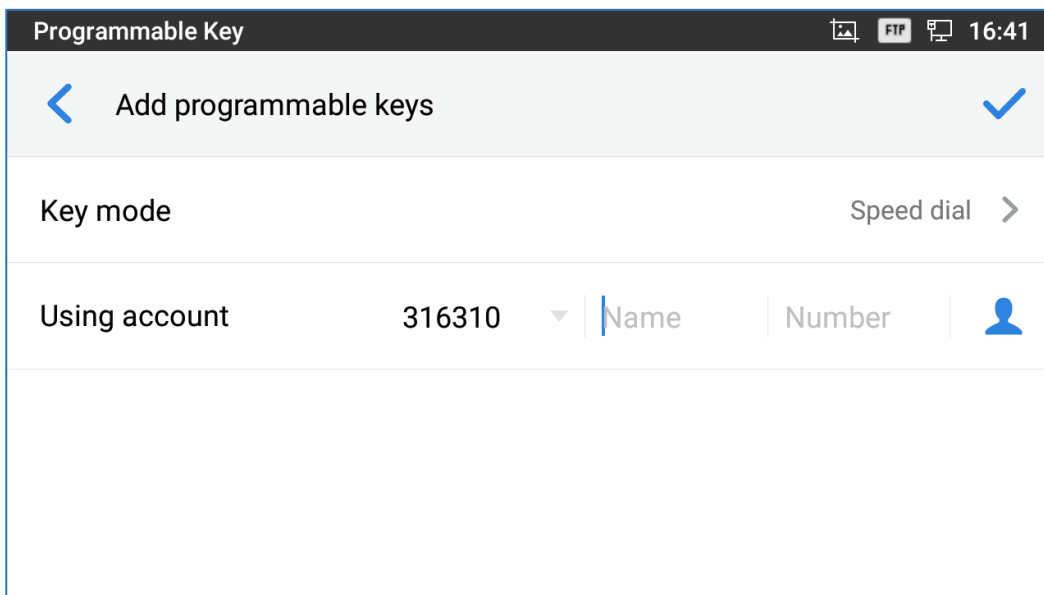 Programmable Key FTP 16:41
Add programmable keys
Key mode Speed dial
Using account 316310 Name Number